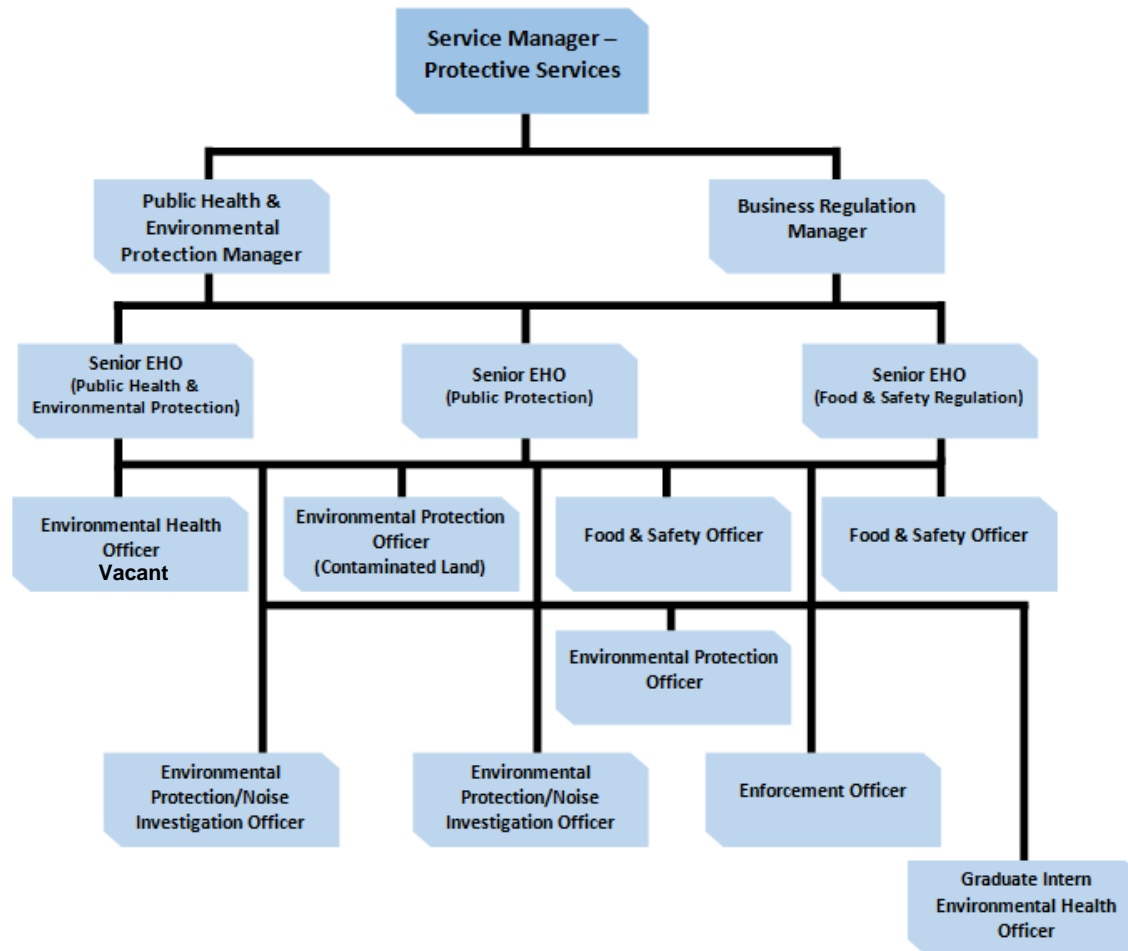 Service Manager –
Protective Services
Public Health &
Environmental
Protection Manager
Business Regulation
Manager
Senior EHO
(Public Health &
Environmental Protection)
Senior EHO
(Public Protection)
Senior EHO
(Food & Safety Regulation)
Environmental Health
Officer
Vacant
Environmental Protection
Officer
(Contaminated Land)
Food & Safety Officer
Food & Safety Officer
Environmental Protection
Officer
Environmental
Protection/Noise
Investigation Officer
Environmental
Protection/Noise
Investigation Officer
Enforcement Officer
Graduate Intern
Environmental Health
Officer